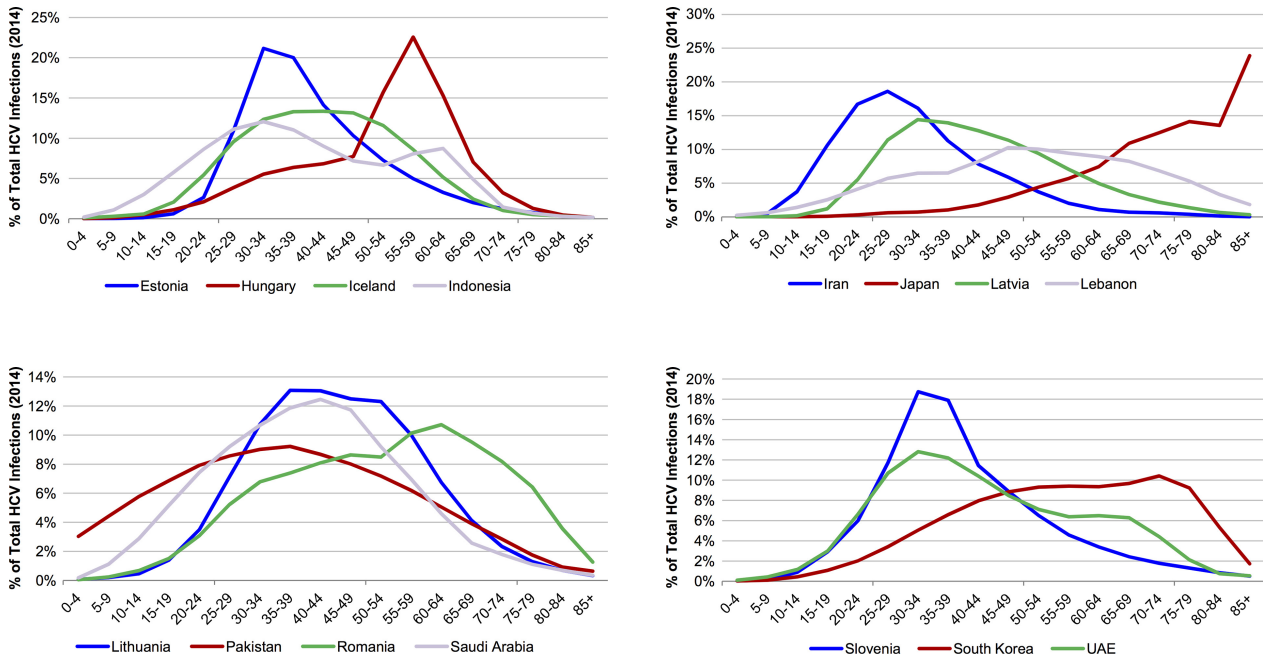 % of Total HCV Infections (2014)
25%
20%
15%
10%
5%
0%
0-4 5-9 10-14 15-19 20-24 25-29 30-34 35-39 40-44 45-49 50-54 55-59 60-64 65-69 70-74 75-79 80-84 85+
Estonia Hungary Iceland Indonesia
% of Total HCV Infections (2014)
30%
25%
20%
15%
10%
5%
0%
0-4 5-9 10-14 15-19 20-24 25-29 30-34 35-39 40-44 45-49 50-54 55-59 60-64 65-69 70-74 75-79 80-84 85+
Iran Japan Latvia Lebanon
% of Total HCV Infections (2014)
14%
12%
10%
8%
6%
4%
2%
0%
0-4 5-9 10-14 15-19 20-24 25-29 30-34 35-39 40-44 45-49 50-54 55-59 60-64 65-69 70-74 75-79 80-84 85+
Lithuania Pakistan Romania Saudi Arabia
% of Total HCV Infections (2014)
20%
18%
16%
14%
12%
10%
8%
6%
4%
2%
0%
0-4 5-9 10-14 15-19 20-24 25-29 30-34 35-39 40-44 45-49 50-54 55-59 60-64 65-69 70-74 75-79 80-84 85+
Slovenia South Korea UAE